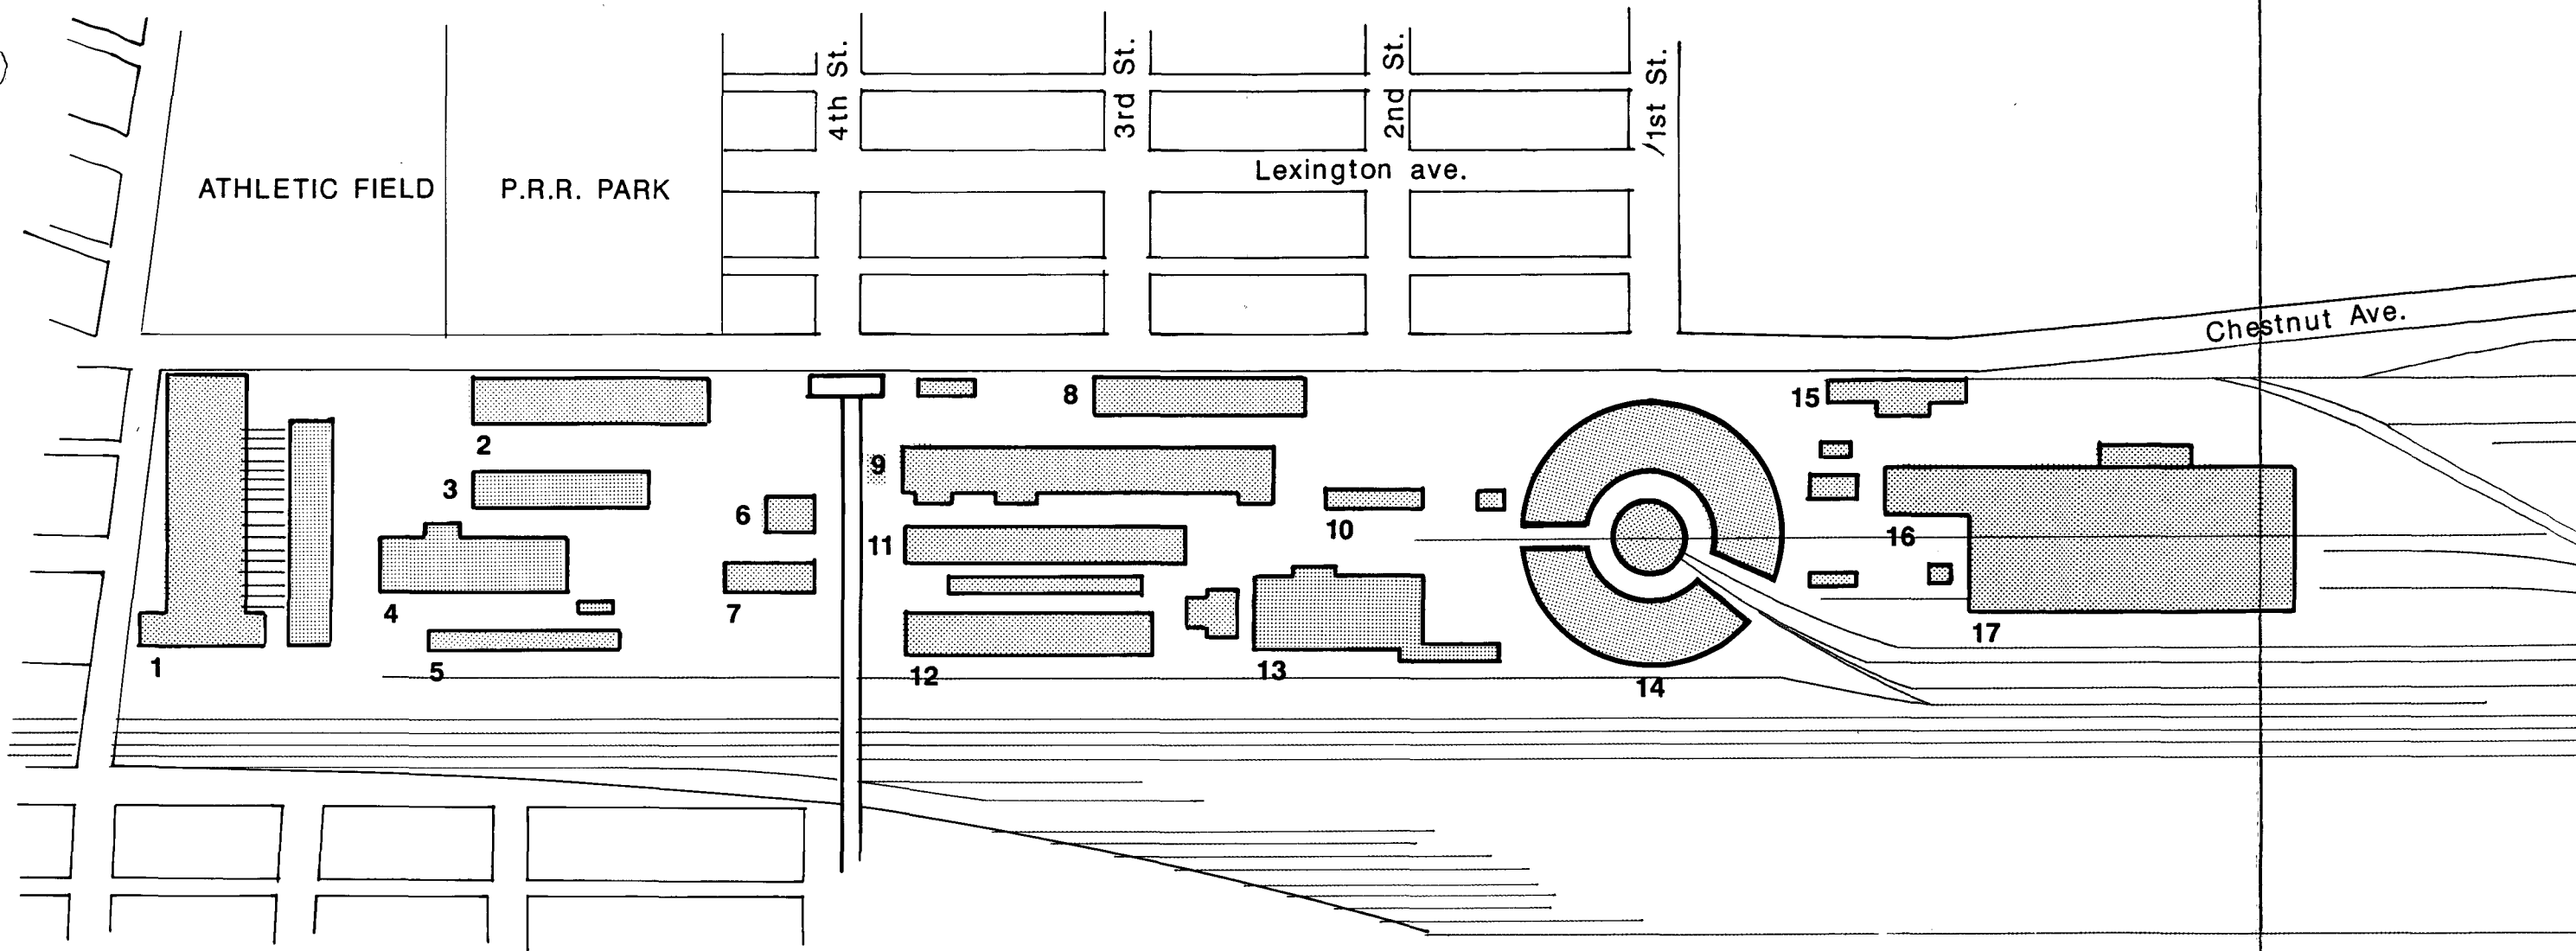 4th St.
3rd St.
2nd St.
1st St.
Lexington ave.
ATHLETIC FIELD
P.R.R. PARK
Chestnut Ave.
1
2
3
4
5
6
7
8
9
10
11
12
13
14
15
16
17